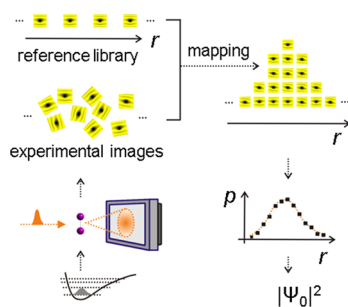 ... ...
r
reference library
mapping
... ...
experimental images
... ...
r
p
r
|Ψ₀|²